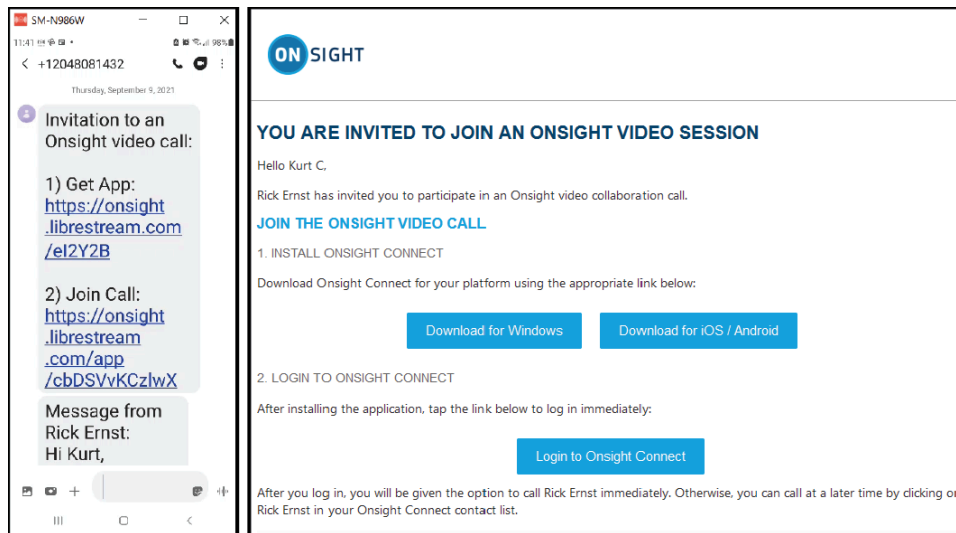 SM-N986W
11:41
98%
+12048081432
Thursday, September 9, 2021
Invitation to an
Onsight video call:
1) Get App:
https://onsight
.librestream.com
/eI2Y2B
2) Join Call:
https://onsight
.librestream
.com/app
/cbDSVvKCzlwX
Message from
Rick Ernst:
Hi Kurt,
ON SIGHT
YOU ARE INVITED TO JOIN AN ONSIGHT VIDEO SESSION
Hello Kurt C,
Rick Ernst has invited you to participate in an Onsight video collaboration call.
JOIN THE ONSIGHT VIDEO CALL
1. INSTALL ONSIGHT CONNECT
Download Onsight Connect for your platform using the appropriate link below:
Download for Windows
Download for iOS / Android
2. LOGIN TO ONSIGHT CONNECT
After installing the application, tap the link below to log in immediately:
Login to Onsight Connect
After you log in, you will be given the option to call Rick Ernst immediately. Otherwise, you can call at a later time by clicking on
Rick Ernst in your Onsight Connect contact list.